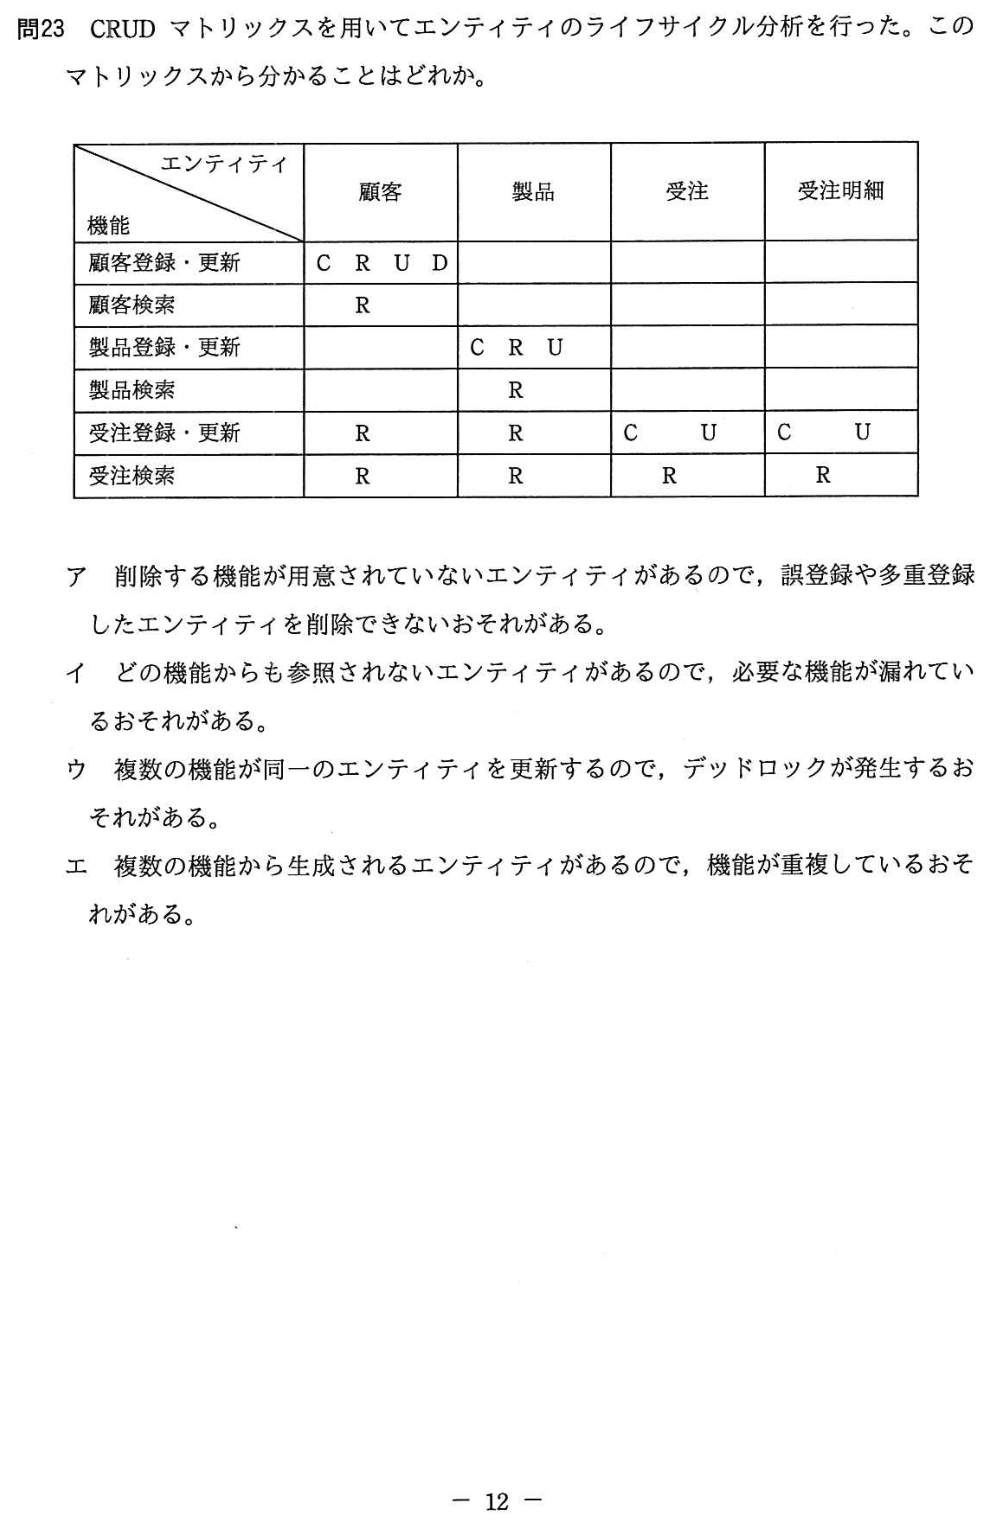 問23 CRUD マトリックスを用いてエンティティのライフサイクル分析を行った。この
マトリックスから分かることはどれか。
エンティティ
機能
顧客 製品 受注 受注明細
顧客登録・更新 C R U D
顧客検索 R
製品登録・更新 C R U
製品検索 R
受注登録・更新 R R C U C U
受注検索 R R R R
ア 削除する機能が用意されていないエンティティがあるので，誤登録や多重登録
したエンティティを削除できないおそれがある。
イ どの機能からも参照されないエンティティがあるので，必要な機能が漏れてい
るおそれがある。
ウ 複数の機能が同一のエンティティを更新するので，デッドロックが発生するお
それがある。
エ 複数の機能から生成されるエンティティがあるので，機能が重複しているおそ
れがある。
－ 12 －